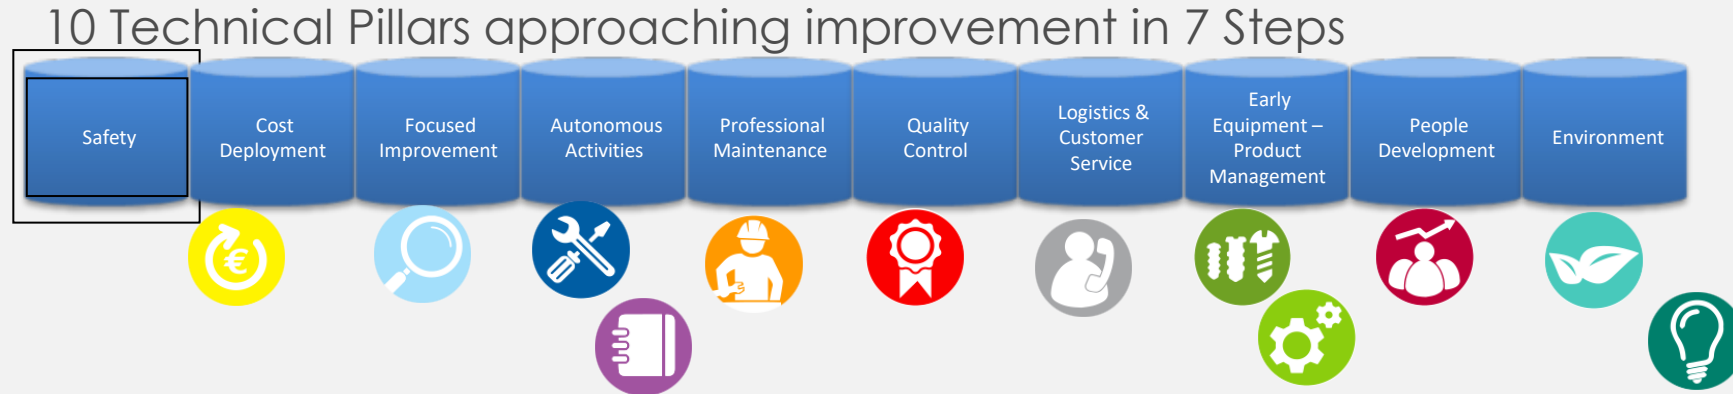 10 Technical Pillars approaching improvement in 7 Steps
Safety
Cost
Deployment
Focused
Improvement
Autonomous
Activities
Professional
Maintenance
Quality
Control
Logistics &
Customer
Service
Early
Equipment –
Product
Management
People
Development
Environment
€